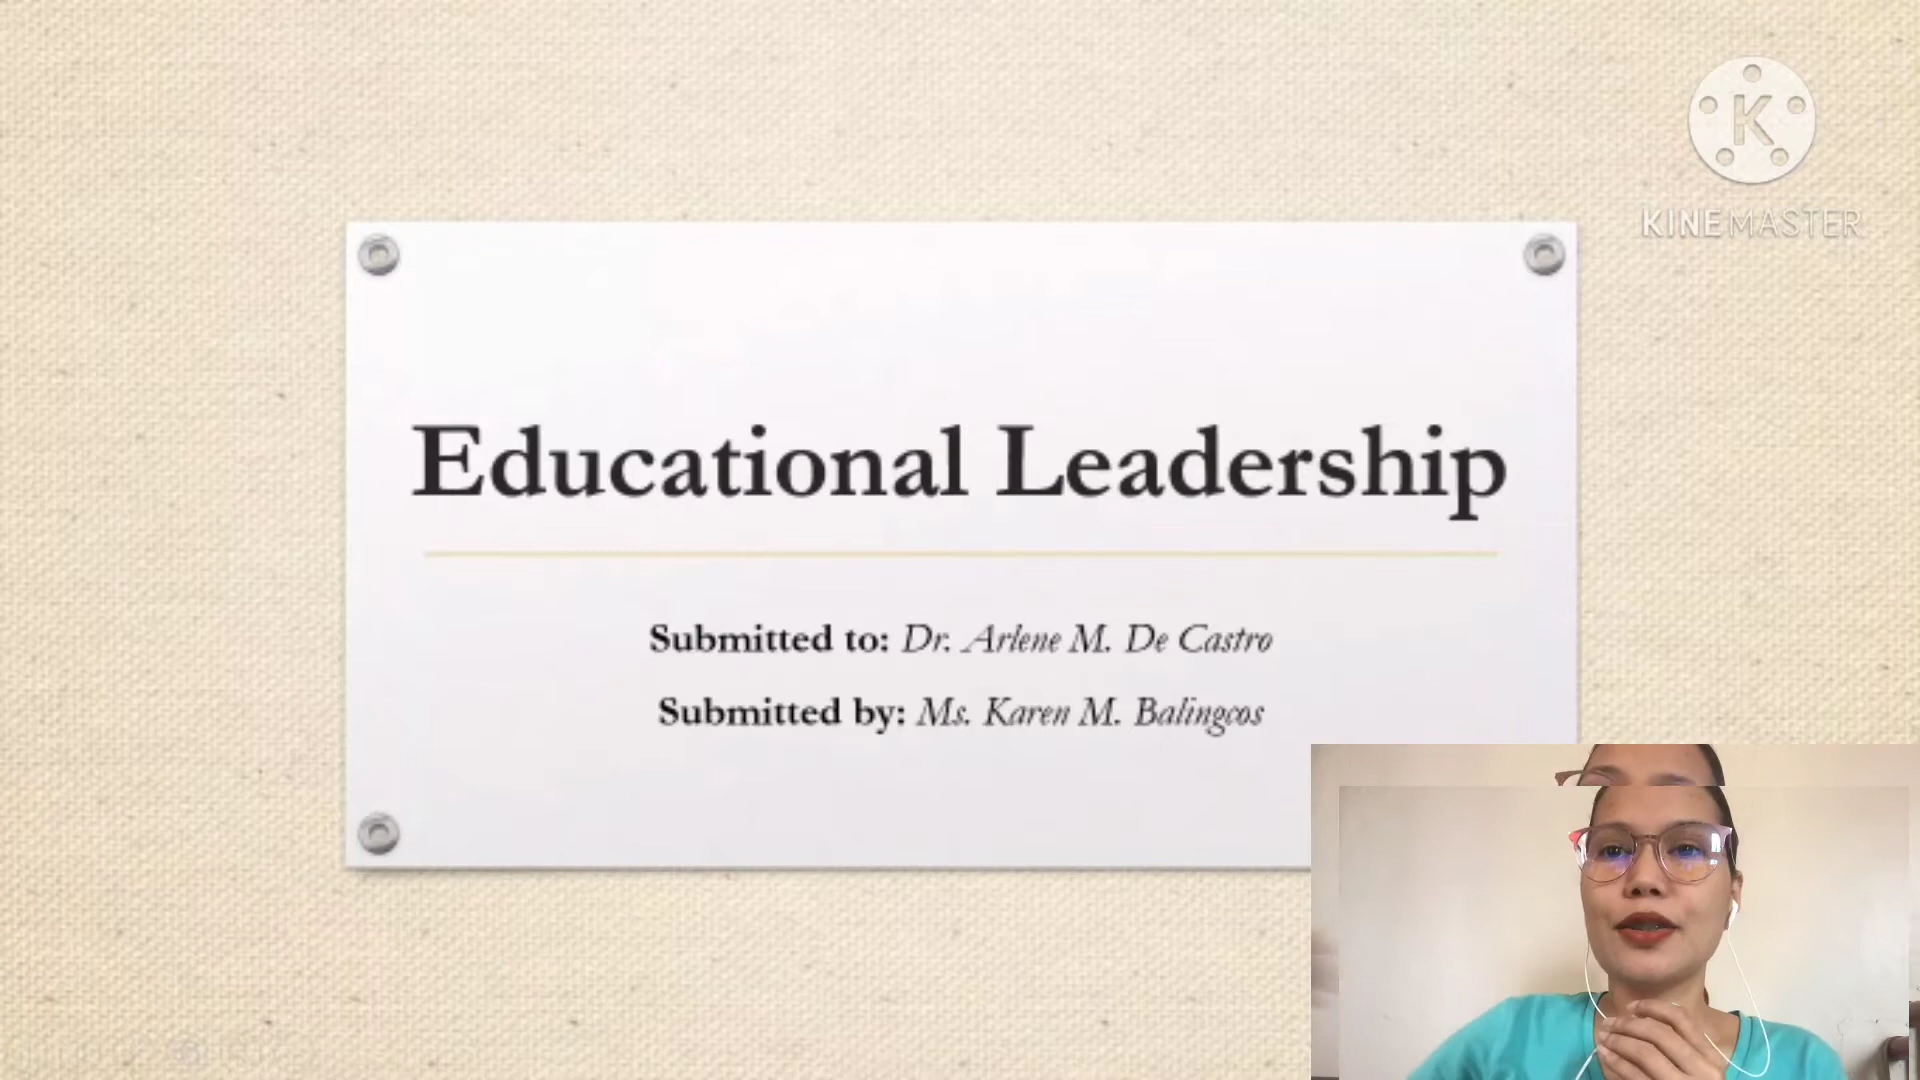 K
KINEMASTER
Educational Leadership
Submitted to: Dr. Arlene M. De Castro
Submitted by: Ms. Karen M. Balingcos